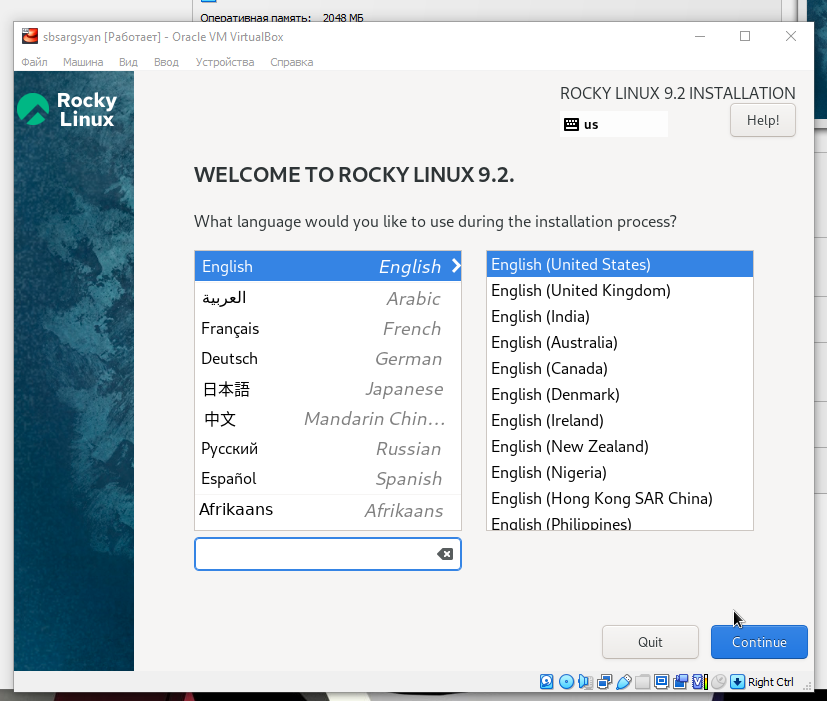 Оперативная память: 2048 МБ
sbsargsyan [Работает] - Oracle VM VirtualBox
Файл Машина Вид Ввод Устройства Справка
Rocky
Linux
ROCKY LINUX 9.2 INSTALLATION
us
Help!
WELCOME TO ROCKY LINUX 9.2.
What language would you like to use during the installation process?
English English
العربية Arabic
Français French
Deutsch German
日本語 Japanese
中文 Mandarin Chin...
Русский Russian
Español Spanish
Afrikaans Afrikaans
English (United States)
English (United Kingdom)
English (India)
English (Australia)
English (Canada)
English (Denmark)
English (Ireland)
English (New Zealand)
English (Nigeria)
English (Hong Kong SAR China)
English (Philippines)
Quit
Continue
Right Ctrl